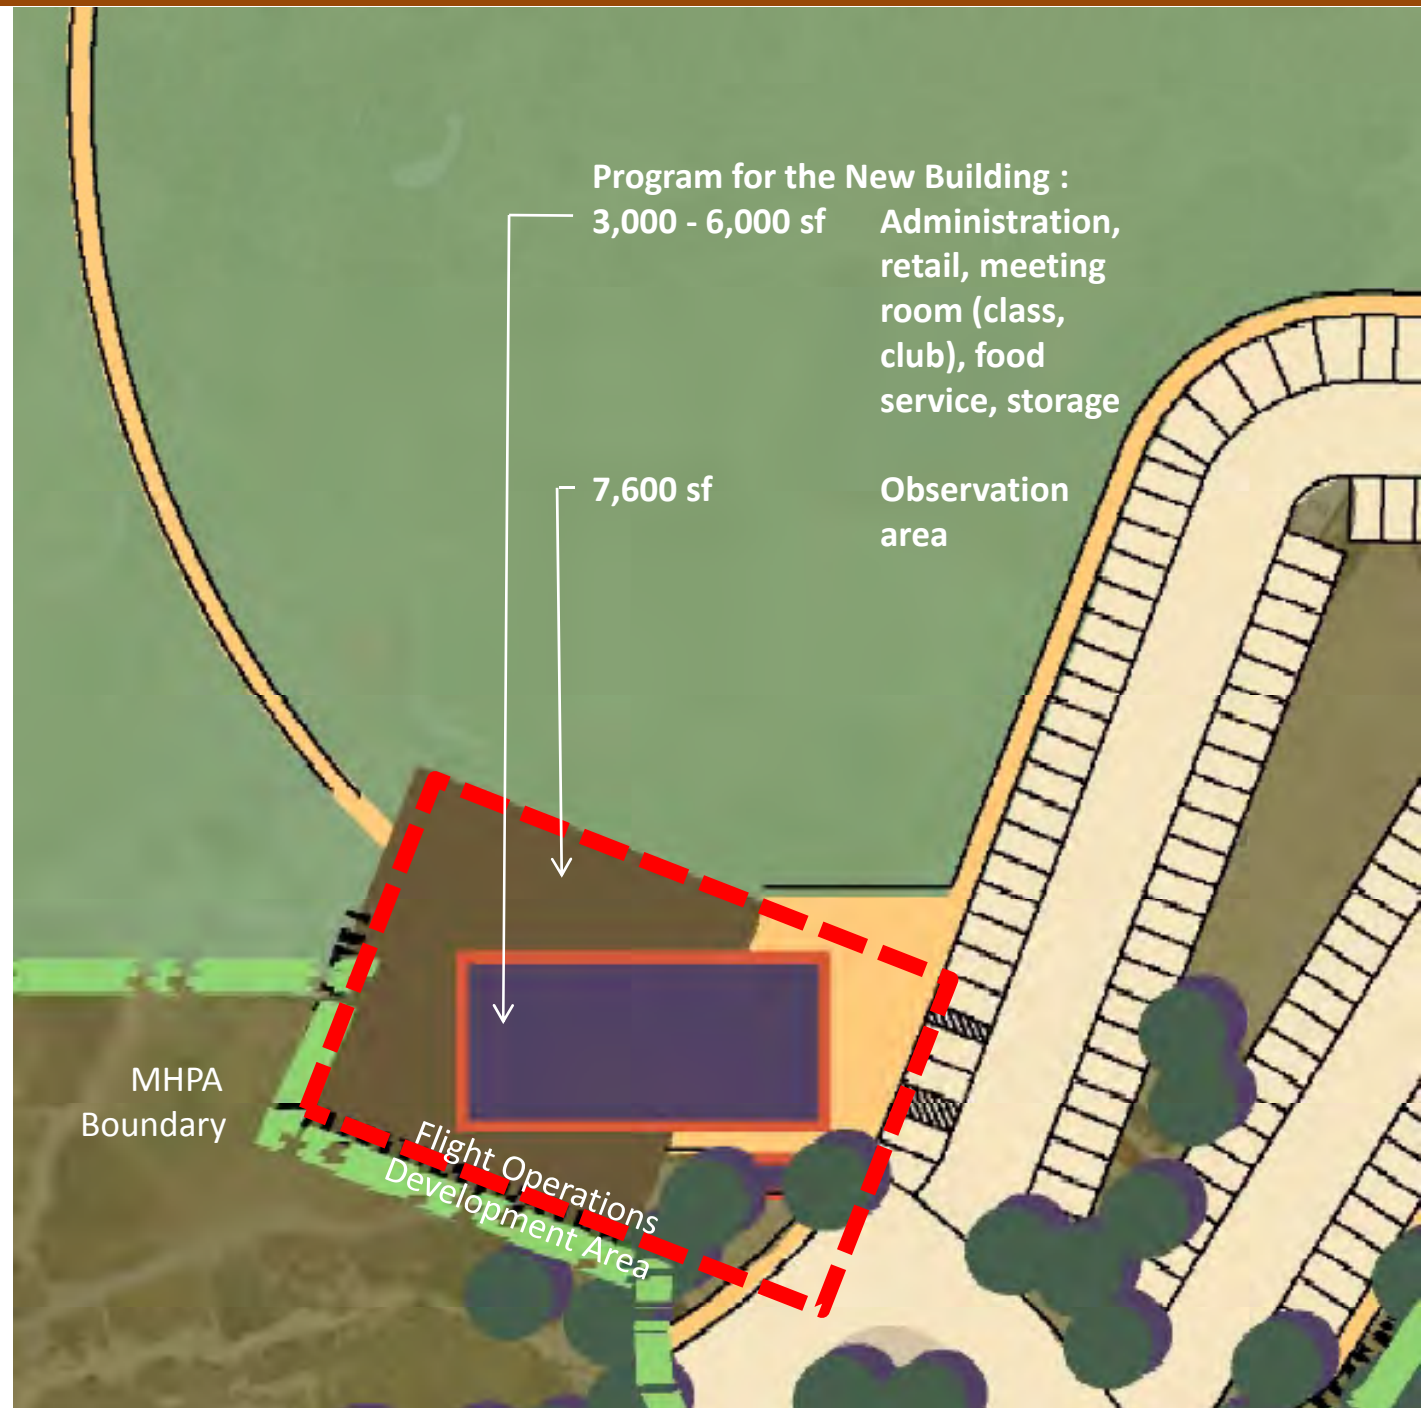 Program for the New Building :
3,000 - 6,000 sf Administration,
retail, meeting
room (class,
club), food
service, storage
7,600 sf Observation
area
MHPA
Boundary
Flight Operations
Development Area